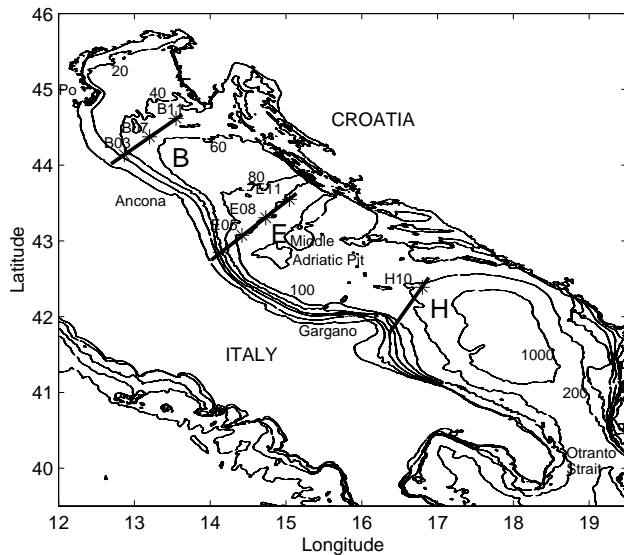 46
45
44
43
42
41
40
Latitude
20
Po
40
B11
B07
B03
CROATIA
60
B
Ancona
80
E11
E08
E05
E
Middle
Adriatic Pit
H10
100
H
Gargano
ITALY
1000
200
Otranto
Strait
12 13 14 15 16 17 18 19
Longitude